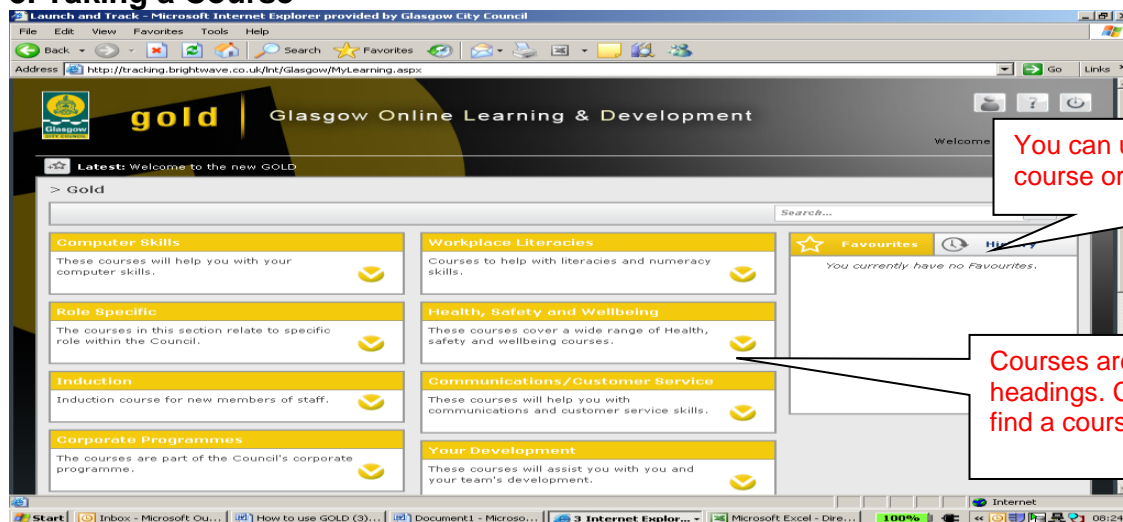 Launch and Track - Microsoft Internet Explorer provided by Glasgow City Council
File Edit View Favorites Tools Help
Back Search Favorites
Address http://tracking.brightwave.co.uk/Int/Glasgow/MyLearning.aspx Go Links
Glasgow
CITY COUNCIL
gold Glasgow Online Learning & Development
Welcome
Latest: Welcome to the new GOLD
> Gold
Search...
You can
course or
Computer Skills
These courses will help you with your
computer skills.
Workplace Literacies
Courses to help with literacies and numeracy
skills.
Favourites
You currently have no Favourites.
Role Specific
The courses in this section relate to specific
role within the Council.
Health, Safety and Wellbeing
These courses cover a wide range of Health,
safety and wellbeing courses.
Courses
headings.
find a
Induction
Induction course for new members of staff.
Communications/Customer Service
These courses will help you with
communications and customer service skills.
Corporate Programmes
The courses are part of the Council's corporate
programme.
Your Development
These courses will assist you with you and
your team's development.
Internet
Start Inbox - Microsoft Ou... How to use GOLD (3)... Document1 - Microso... 3 Internet Explor... Microsoft Excel - Dire... 100% 08:24